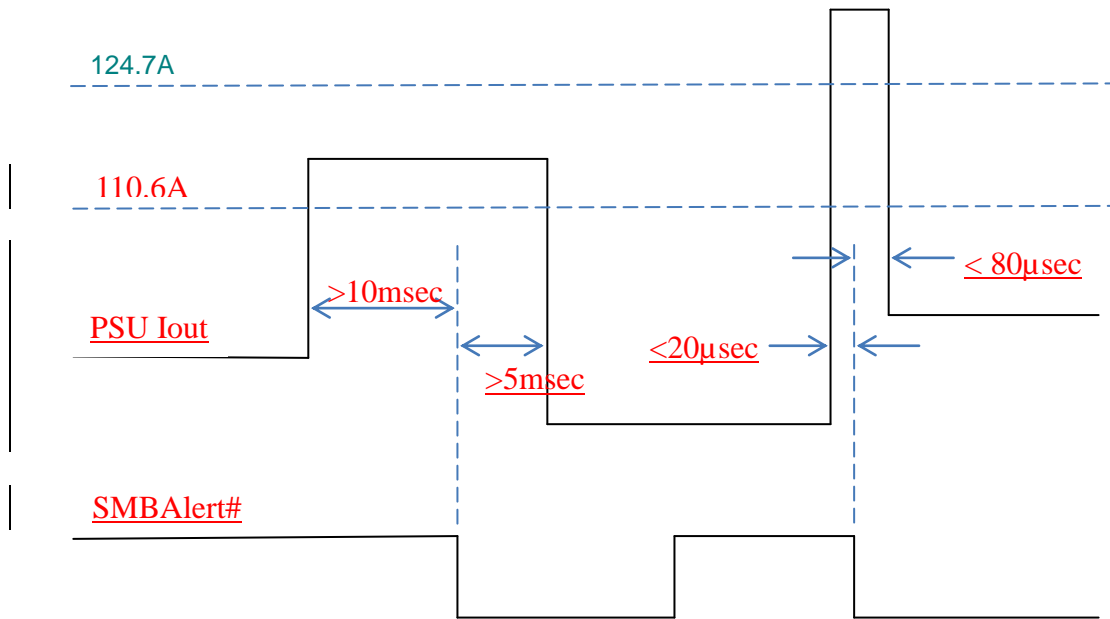 124.7A
110.6A
< 80µsec
>10msec
PSU Iout
<20µsec
>5msec
SMBAlert#